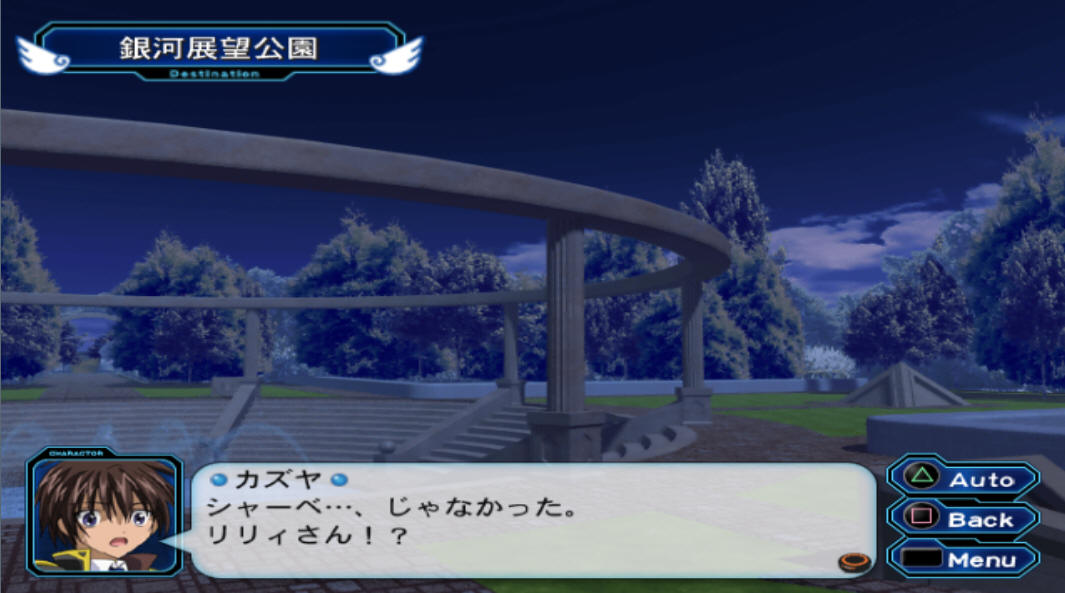 銀河展望公園
Destination
CHARACTOR
カズヤ
シャーベ…、じゃなかった。
リリィさん！？
Auto
Back
Menu